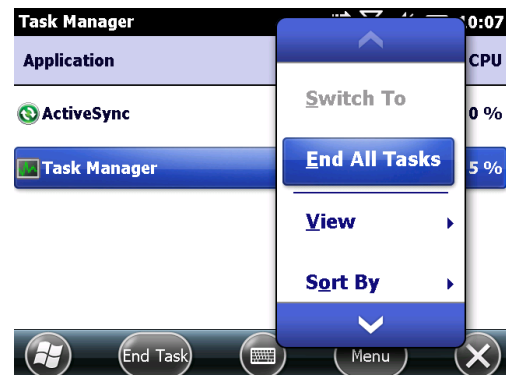 Task Manager
10:07
Application
CPU
ActiveSync
0 %
Task Manager
5 %
Switch To
End All Tasks
View
Sort By
End Task
Menu